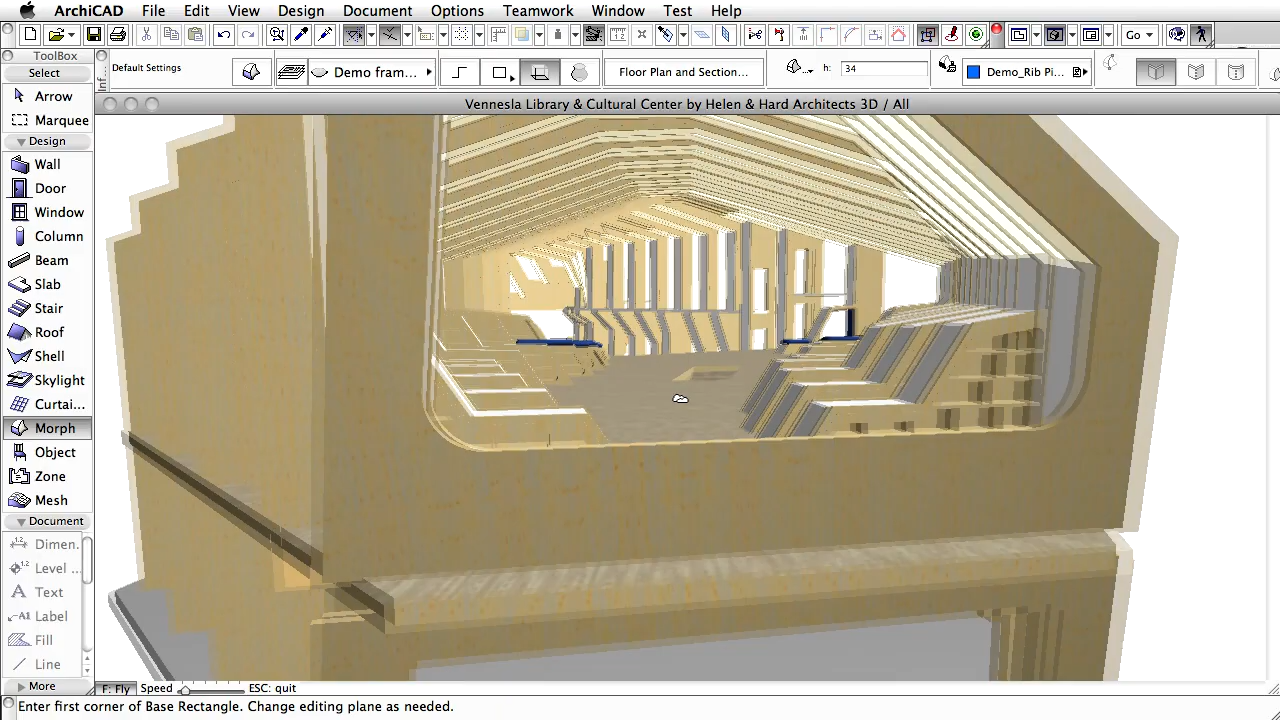 ArchiCAD File Edit View Design Document Options Teamwork Window Test Help
Go
ToolBox
Select
Arrow
Marquee
Design
Wall
Door
Window
Column
Beam
Slab
Stair
Roof
Shell
Skylight
Curtai...
Morph
Object
Zone
Mesh
Document
Dimen.
Level ...
Text
Label
Fill
Line
More
Inf...
Default Settings
Demo fram...
Floor Plan and Section...
h:
34
Demo_Rib Pi...
Vennesla Library & Cultural Center by Helen & Hard Architects 3D / All
F: Fly Speed ESC: quit
Enter first corner of Base Rectangle. Change editing plane as needed.